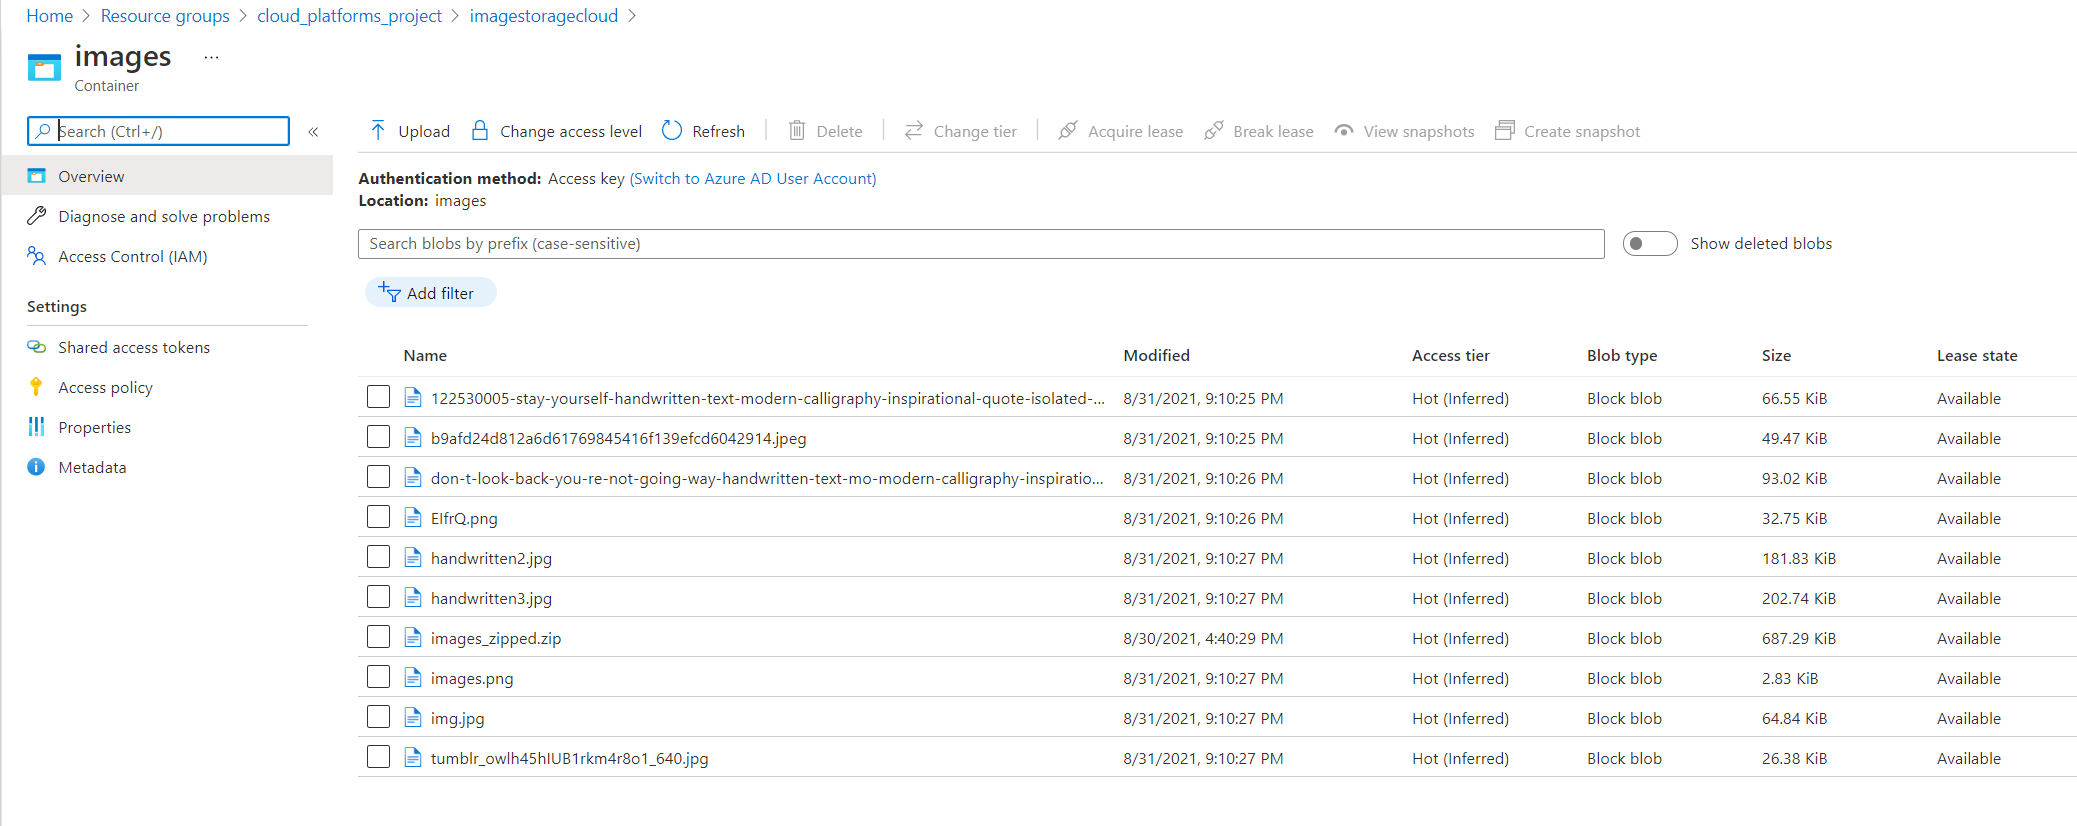 Home > Resource groups > cloud_platforms_project > imagestoragecloud >
images ...
Container
Search (Ctrl+/) «
Upload Change access level Refresh Delete Change tier Acquire lease Break lease View snapshots Create snapshot
Overview
Diagnose and solve problems
Access Control (IAM)
Settings
Shared access tokens
Access policy
Properties
Metadata
Authentication method: Access key (Switch to Azure AD User Account)
Location: images
Search blobs by prefix (case-sensitive) Show deleted blobs
Add filter
Name Modified Access tier Blob type Size Lease state
122530005-stay-yourself-handwritten-text-modern-calligraphy-inspirational-quote-isolated-... 8/31/2021, 9:10:25 PM Hot (Inferred) Block blob 66.55 KiB Available
b9afd24d812a6d61769845416f139efcd6042914.jpeg 8/31/2021, 9:10:25 PM Hot (Inferred) Block blob 49.47 KiB Available
don-t-look-back-you-re-not-going-way-handwritten-text-mo-modern-calligraphy-inspiratio... 8/31/2021, 9:10:26 PM Hot (Inferred) Block blob 93.02 KiB Available
EIfrQ.png 8/31/2021, 9:10:26 PM Hot (Inferred) Block blob 32.75 KiB Available
handwritten2.jpg 8/31/2021, 9:10:27 PM Hot (Inferred) Block blob 181.83 KiB Available
handwritten3.jpg 8/31/2021, 9:10:27 PM Hot (Inferred) Block blob 202.74 KiB Available
images_zipped.zip 8/30/2021, 4:40:29 PM Hot (Inferred) Block blob 687.29 KiB Available
images.png 8/31/2021, 9:10:27 PM Hot (Inferred) Block blob 2.83 KiB Available
img.jpg 8/31/2021, 9:10:27 PM Hot (Inferred) Block blob 64.84 KiB Available
tumblr_owlh45hIUB1rkm4r8o1_640.jpg 8/31/2021, 9:10:27 PM Hot (Inferred) Block blob 26.38 KiB Available